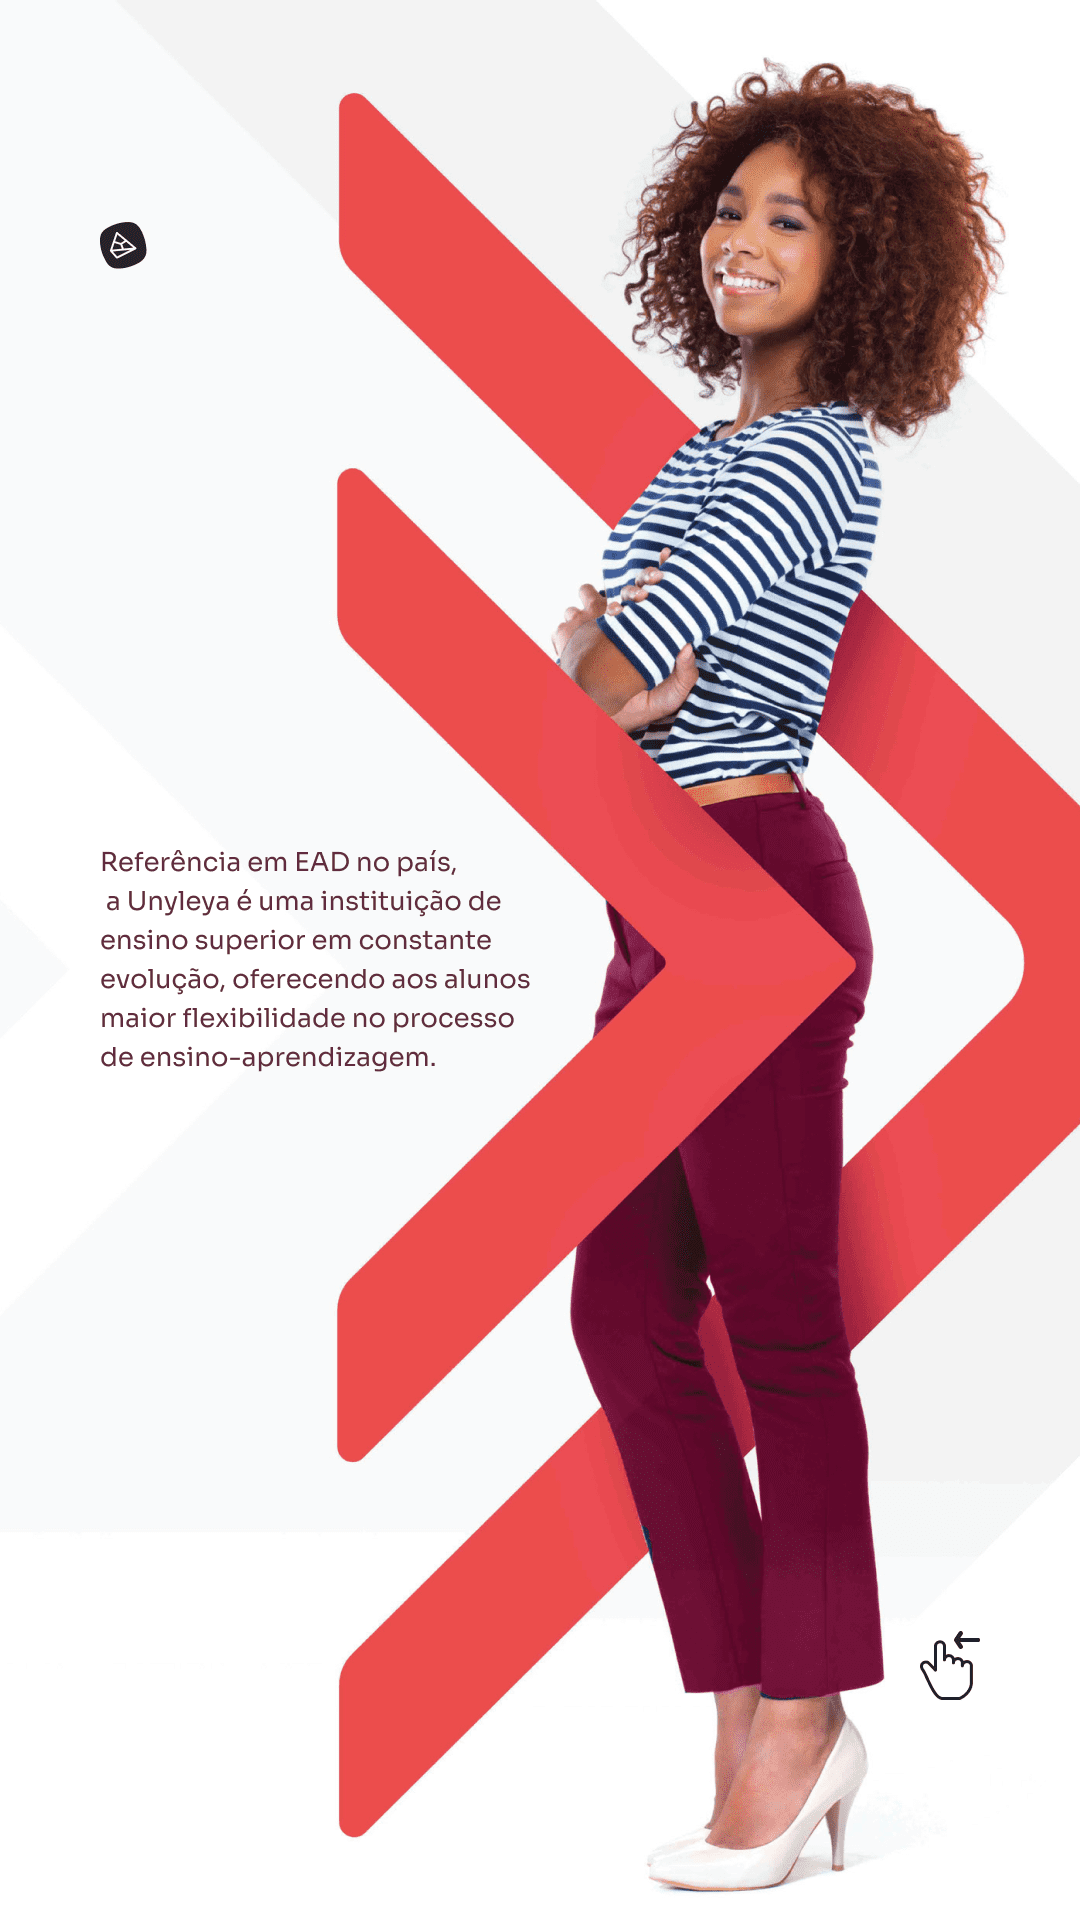 Referência em EAD no país,
a Unyleya é uma instituição de
ensino superior em constante
evolução, oferecendo aos alunos
maior flexibilidade no processo
de ensino-aprendizagem.